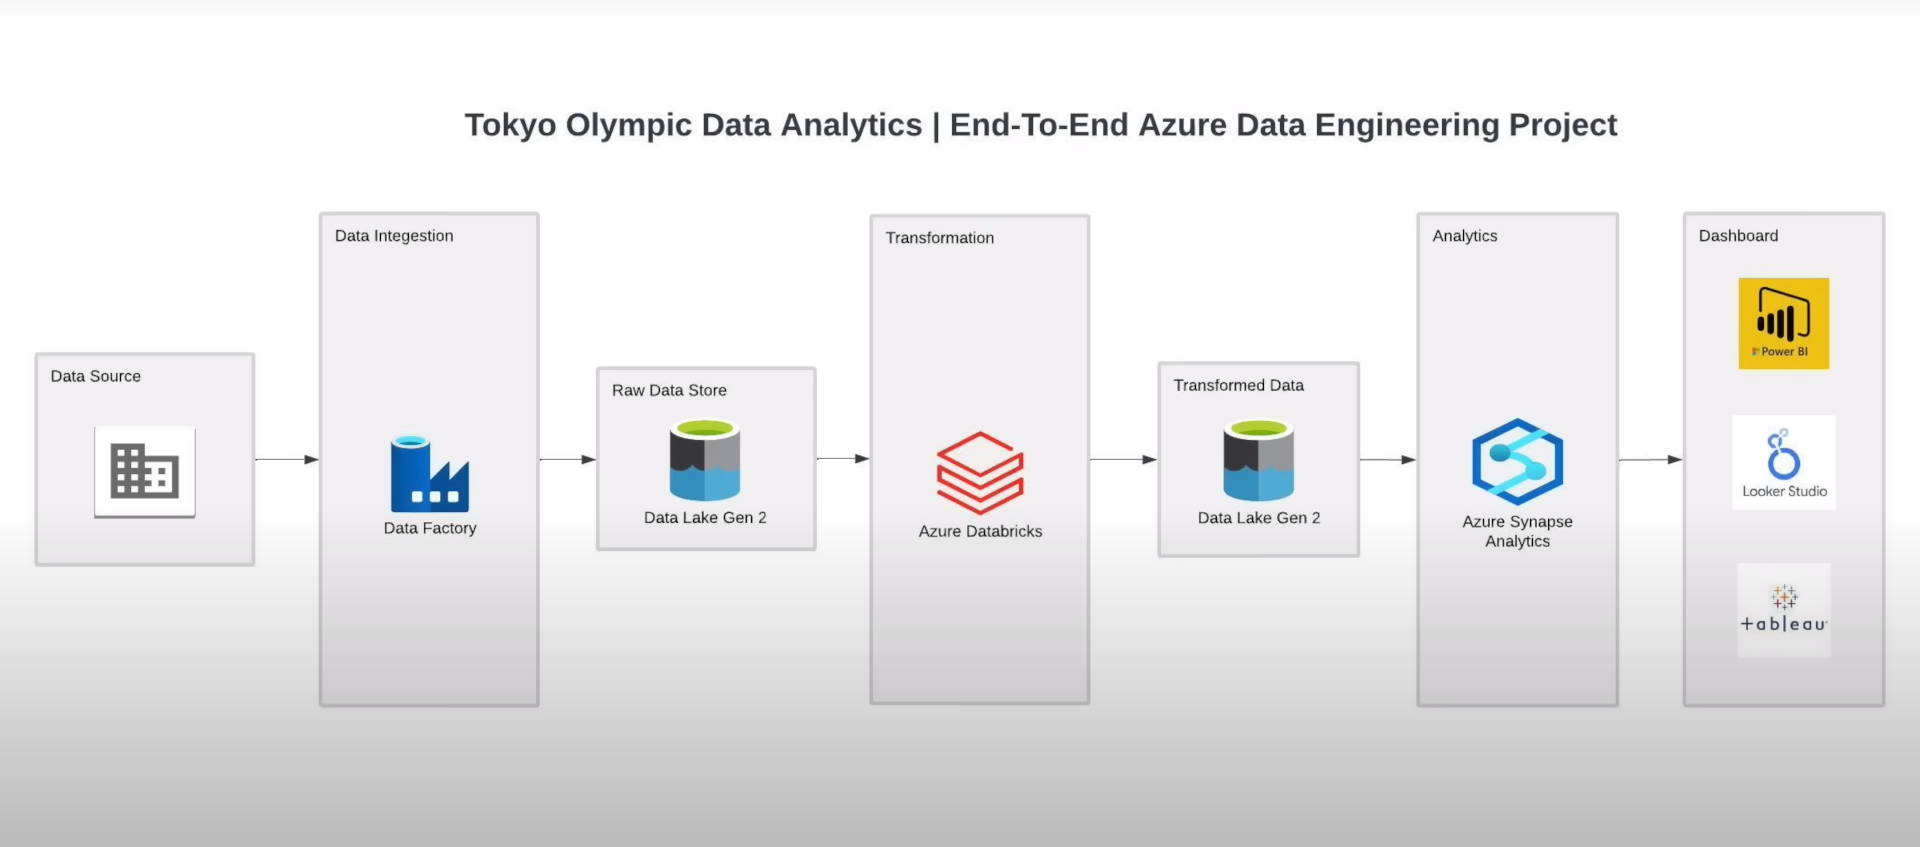 Tokyo Olympic Data Analytics | End-To-End Azure Data Engineering Project
Data Source
Data Integestion
Data Factory
Raw Data Store
Data Lake Gen 2
Transformation
Azure Databricks
Transformed Data
Data Lake Gen 2
Analytics
Azure Synapse
Analytics
Dashboard
Power BI
Looker Studio
+ableau